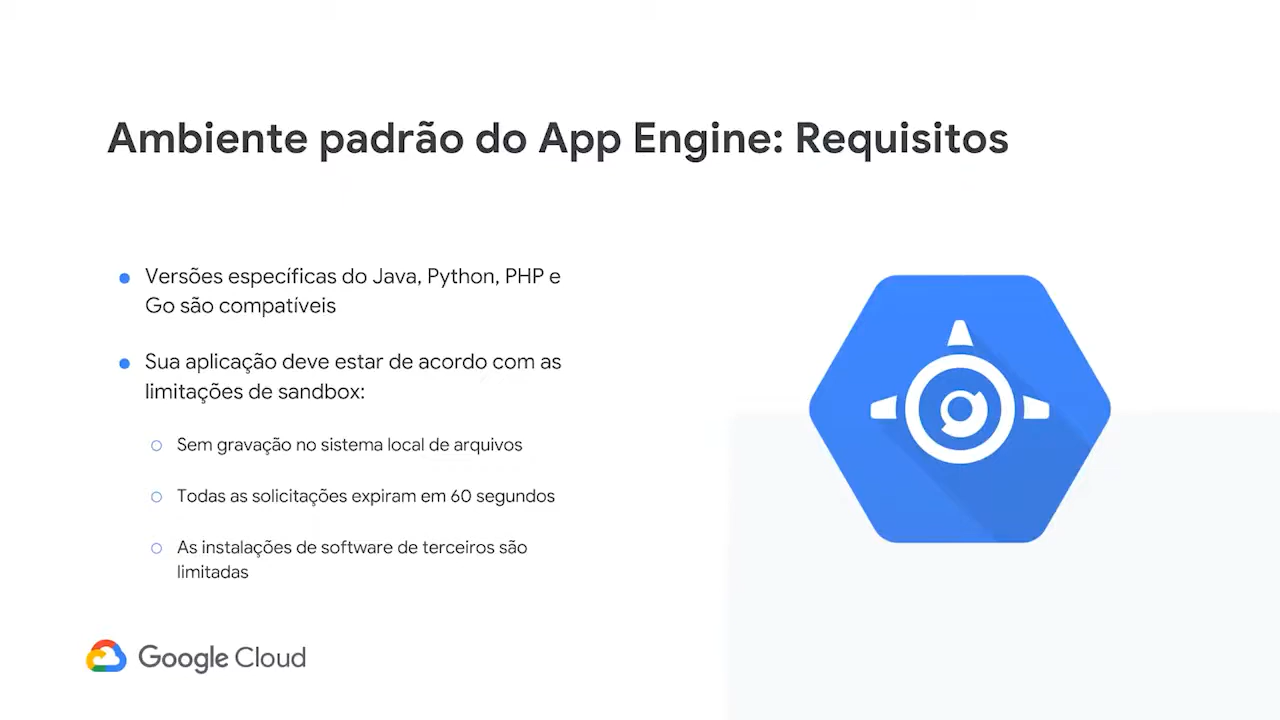 Ambiente padrão do App Engine: Requisitos
Versões específicas do Java, Python, PHP e
Go são compatíveis
Sua aplicação deve estar de acordo com as
limitações de sandbox:
Sem gravação no sistema local de arquivos
Todas as solicitações expiram em 60 segundos
As instalações de software de terceiros são
limitadas
Google Cloud